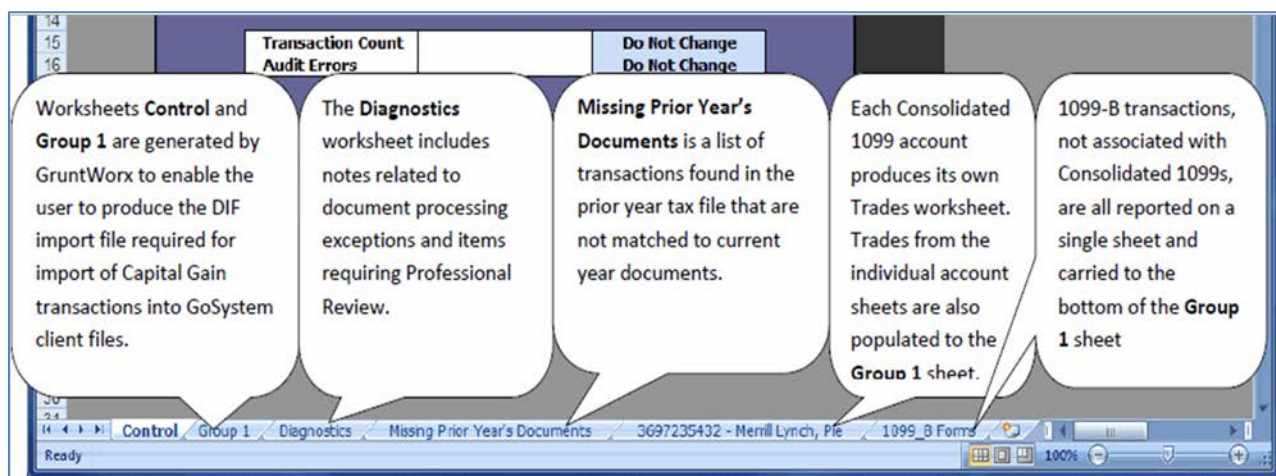 14
15 Transaction Count Do Not Change
16 Audit Errors Do Not Change
Worksheets Control and
Group 1 are generated by
GruntWorx to enable the
user to produce the DIF
import file required for
import of Capital Gain
transactions into GoSystem
client files.
The Diagnostics
worksheet includes
notes related to
document processing
exceptions and items
requiring Professional
Review.
Missing Prior Year's
Documents is a list of
transactions found in the
prior year tax file that are
not matched to current
year documents.
Each Consolidated
1099 account
produces its own
Trades worksheet.
Trades from the
individual account
sheets are also
populated to the
Group 1 sheet.
1099-B transactions,
not associated with
Consolidated 1099s,
are all reported on a
single sheet and
carried to the
bottom of the Group
1 sheet
Control Group 1 Diagnostics Missing Prior Year's Documents 3697235432 - Merrill Lynch, Pie 1099_B Forms
Ready 100%